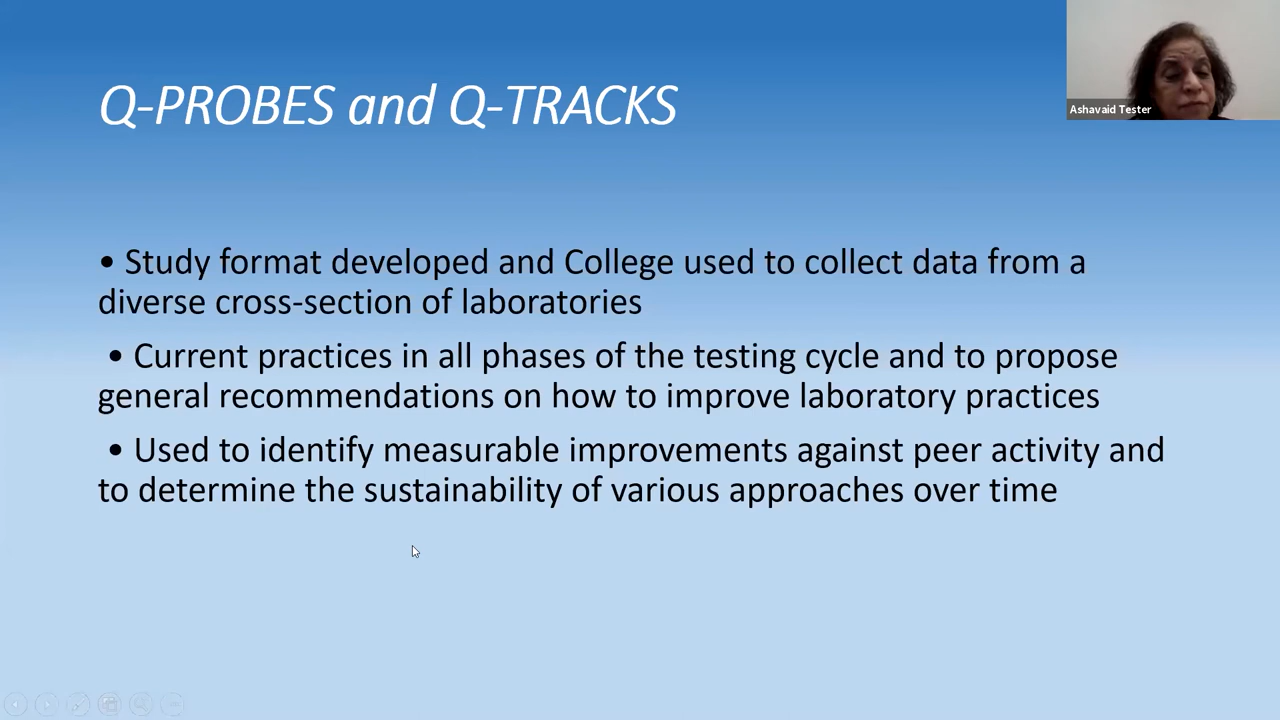 Q-PROBES and Q-TRACKS
Ashavaid Tester
• Study format developed and College used to collect data from a
diverse cross-section of laboratories
• Current practices in all phases of the testing cycle and to propose
general recommendations on how to improve laboratory practices
• Used to identify measurable improvements against peer activity and
to determine the sustainability of various approaches over time